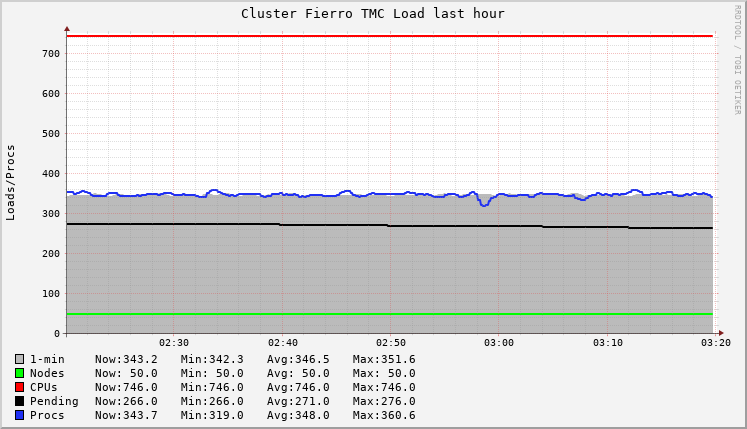 Cluster Fierro TMC Load last hour
RRDTOOL / TOBI OETIKER
Loads/Procs
700
600
500
400
300
200
100
0
02:30 02:40 02:50 03:00 03:10 03:20
1-min Now:343.2 Min:342.3 Avg:346.5 Max:351.6
Nodes Now: 50.0 Min: 50.0 Avg: 50.0 Max: 50.0
CPUs Now:746.0 Min:746.0 Avg:746.0 Max:746.0
Pending Now:266.0 Min:266.0 Avg:271.0 Max:276.0
Procs Now:343.7 Min:319.0 Avg:348.0 Max:360.6